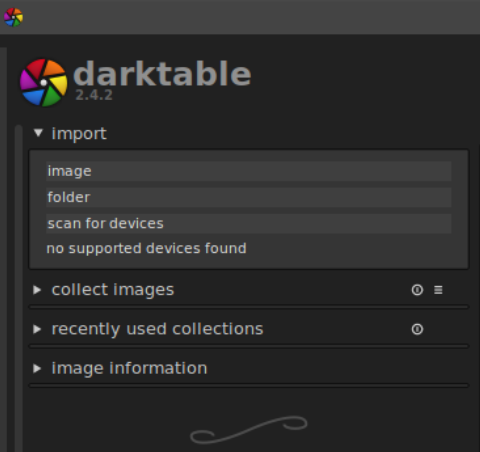 darktable
2.4.2
import
image
folder
scan for devices
no supported devices found
collect images
recently used collections
image information